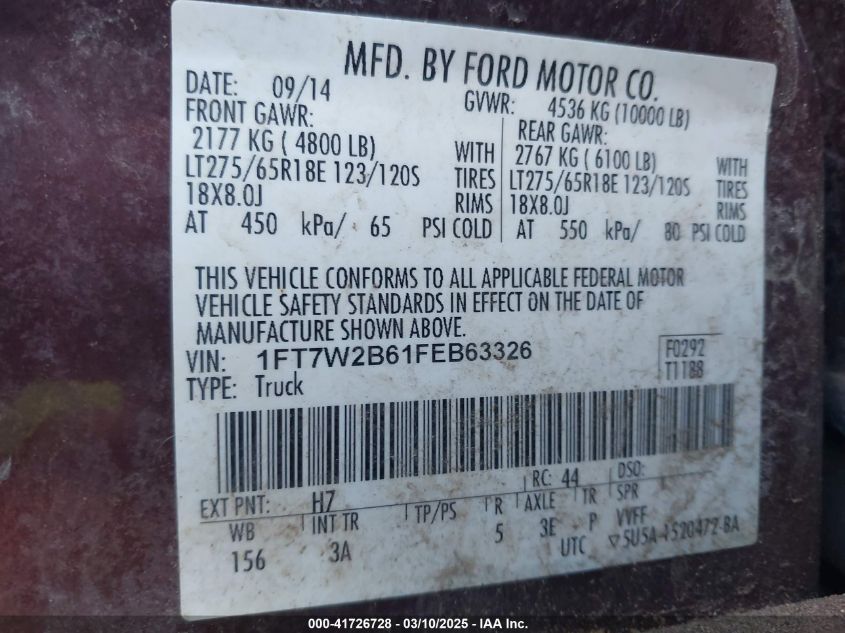 MFD. BY FORD MOTOR CO.
DATE: 09/14 GVWR: 4536 KG (10000 LB)
FRONT GAWR: REAR GAWR:
2177 KG ( 4800 LB) WITH 2767 KG ( 6100 LB) WITH
LT275/65R18E 123/120S TIRES LT275/65R18E 123/120S TIRES
18X8.0J RIMS 18X8.0J RIMS
AT 450 kPa/ 65 PSI COLD AT 550 kPa/ 80 PSI COLD
THIS VEHICLE CONFORMS TO ALL APPLICABLE FEDERAL MOTOR
VEHICLE SAFETY STANDARDS IN EFFECT ON THE DATE OF
MANUFACTURE SHOWN ABOVE.
VIN: 1FT7W2B61FEB63326 F0292
TYPE: Truck T1188
EXT PNT: H7 RC: 44 DSO:
WB INT TR TP/PS R AXLE TR SPR
156 3A 5 3E P VVFF
UTC ▽5U5A-1520472-BA
000-41726728 - 03/10/2025 - IAA Inc.